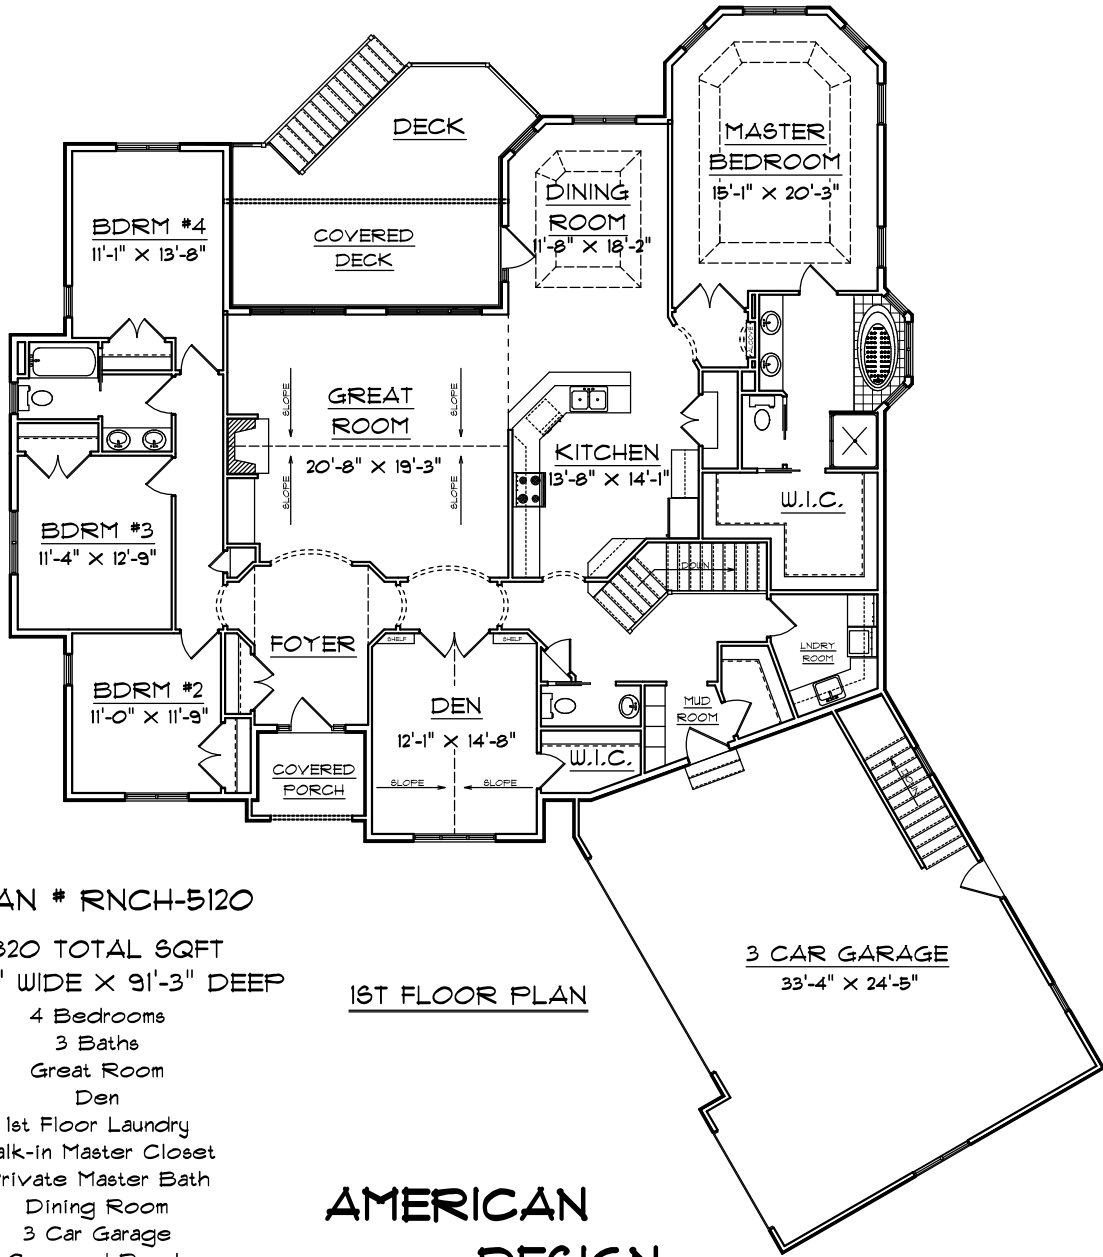 DECK
MASTER
BEDROOM
15'-1" X 20'-3"
DINING
ROOM
11'-8" X 18'-2"
BDRM #4
11'-1" X 13'-8"
COVERED
DECK
ALCOVE
GREAT
ROOM
20'-8" X 19'-3"
SLOPE
SLOPE
SLOPE
SLOPE
KITCHEN
13'-8" X 14'-1"
W.I.C.
BDRM #3
11'-4" X 12'-9"
DOWN
FOYER
SHELF
SHELF
LNDRY
ROOM
BDRM #2
11'-0" X 11'-9"
DEN
12'-1" X 14'-8"
MUD
ROOM
W.I.C.
COVERED
PORCH
SLOPE
SLOPE
AN # RNCH-5120
320 TOTAL SQFT
" WIDE X 91'-3" DEEP
4 Bedrooms
3 Baths
Great Room
Den
1st Floor Laundry
alk-in Master Closet
rivate Master Bath
Dining Room
3 Car Garage
1ST FLOOR PLAN
3 CAR GARAGE
33'-4" X 24'-5"
AMERICAN
DESIGN